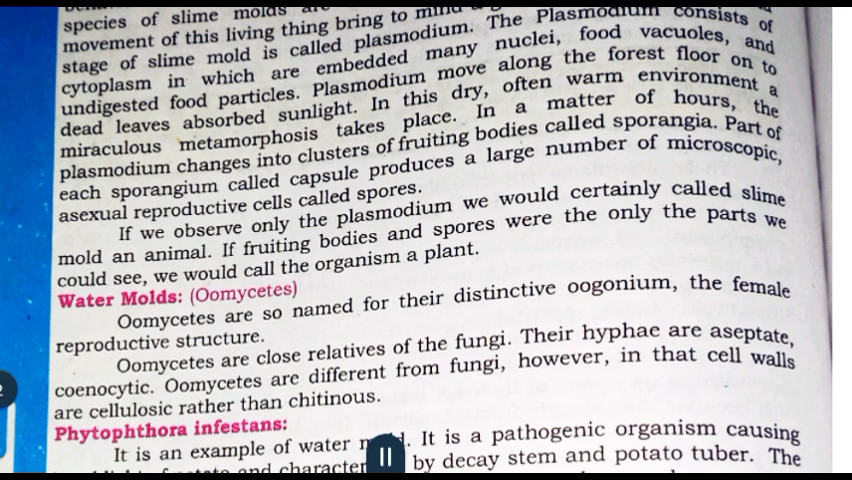 species of slime molds are
movement of this living thing bring to mind a
stage of slime mold is called plasmodium. The Plasmodium consists of
cytoplasm in which are embedded many nuclei, food vacuoles, and
undigested food particles. Plasmodium move along the forest floor on to
dead leaves absorbed sunlight. In this dry, often warm environment a
miraculous metamorphosis takes place. In a matter of hours, the
plasmodium changes into clusters of fruiting bodies called sporangia. Part of
each sporangium called capsule produces a large number of microscopic,
asexual reproductive cells called spores.
If we observe only the plasmodium we would certainly called slime
mold an animal. If fruiting bodies and spores were the only the parts we
could see, we would call the organism a plant.
Water Molds: (Oomycetes)
Oomycetes are so named for their distinctive oogonium, the female
reproductive structure.
Oomycetes are close relatives of the fungi. Their hyphae are aseptate,
coenocytic. Oomycetes are different from fungi, however, in that cell walls
are cellulosic rather than chitinous.
Phytophthora infestans:
It is an example of water . It is a pathogenic organism causing
and by decay stem and potato tuber. The